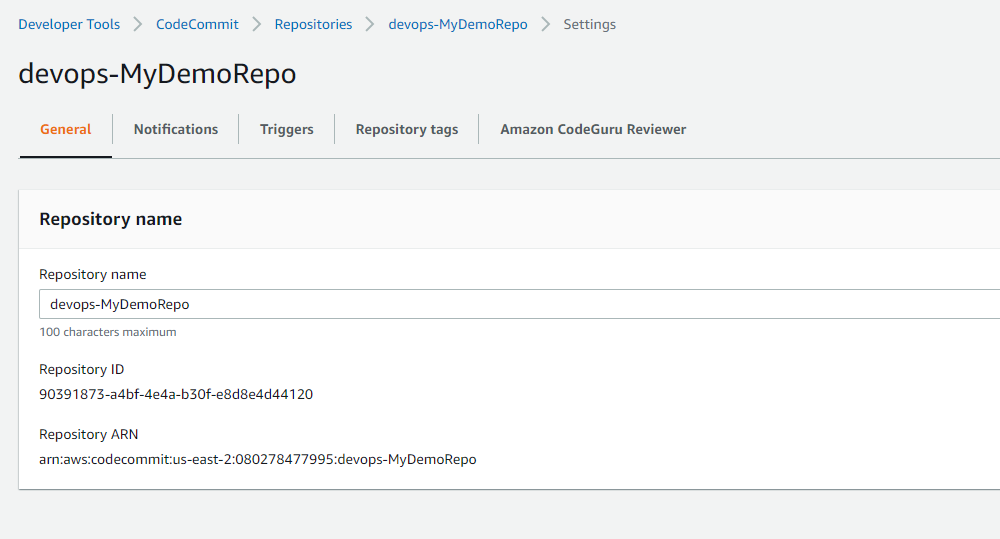 Developer Tools > CodeCommit > Repositories > devops-MyDemoRepo > Settings
devops-MyDemoRepo
General Notifications Triggers Repository tags Amazon CodeGuru Reviewer
Repository name
Repository name
devops-MyDemoRepo
100 characters maximum
Repository ID
90391873-a4bf-4e4a-b30f-e8d8e4d44120
Repository ARN
arn:aws:codecommit:us-east-2:080278477995:devops-MyDemoRepo